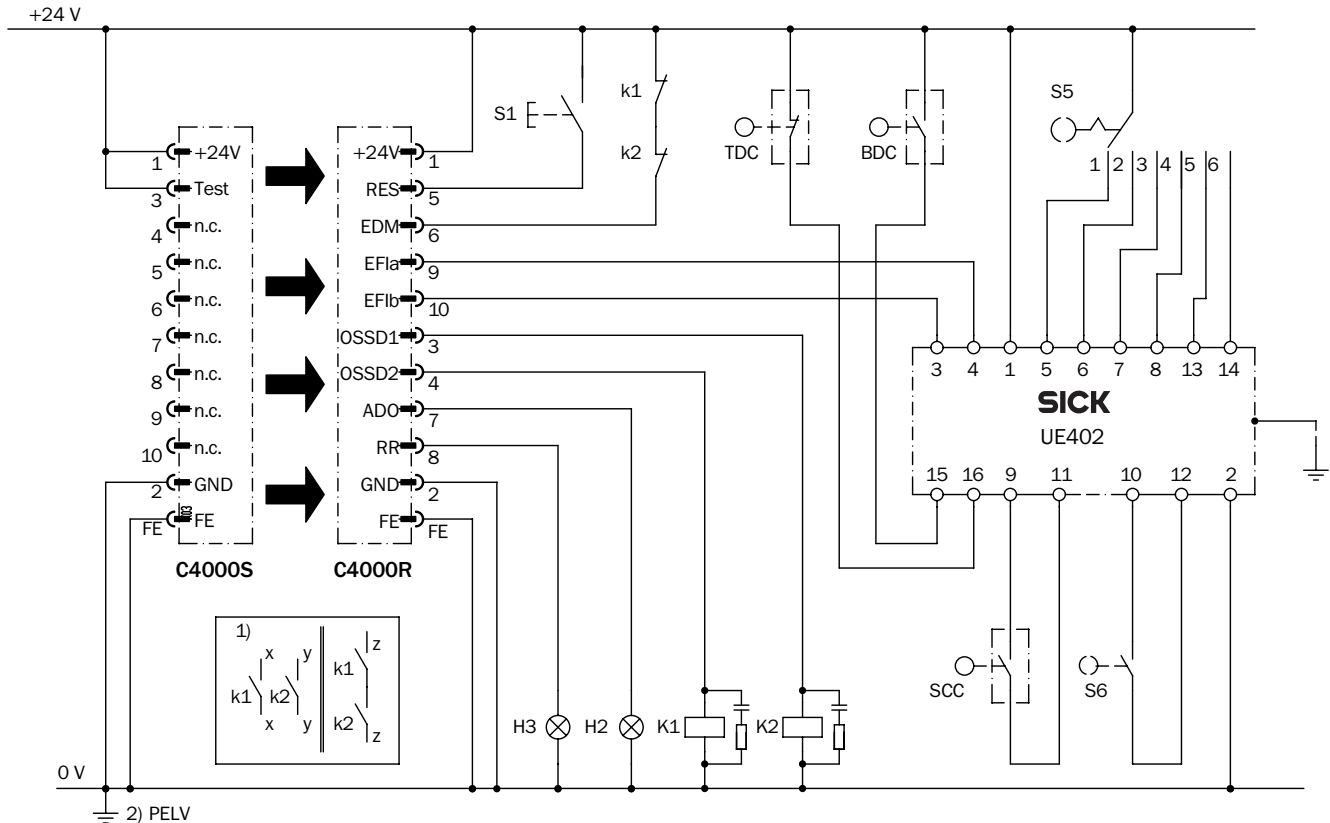 +24 V
S1
k1
k2
TDC
BDC
S5
1 2 3 4 5 6
1 +24V
3 Test
4 n.c.
5 n.c.
6 n.c.
7 n.c.
8 n.c.
9 n.c.
10 n.c.
2 GND
FE FE
C4000S
+24V 1
RES 5
EDM 6
EFIa 9
EFIb 10
OSSD1 3
OSSD2 4
ADO 7
RR 8
GND 2
FE FE
C4000R
3 4 1 5 6 7 8 13 14
SICK
UE402
15 16 9 11 10 12 2
1)
x y z
k1 k2 k1
x y k2 z
H3
H2
K1
K2
SCC
S6
0 V
2) PELV